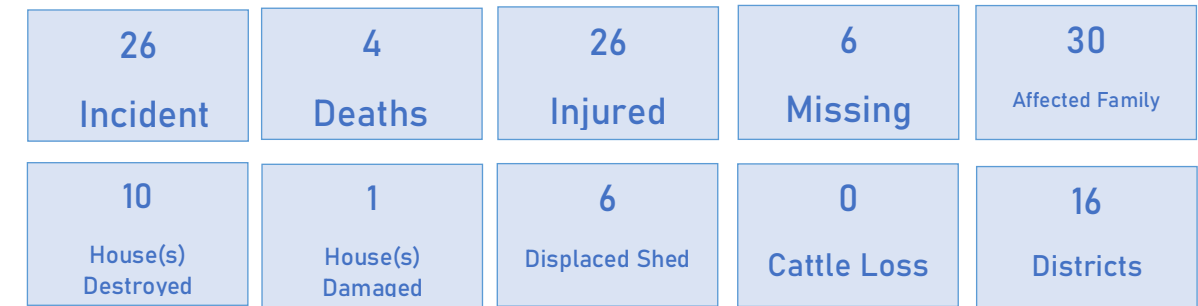 26
Incident
4
Deaths
26
Injured
6
Missing
30
Affected Family
10
House(s)
Destroyed
1
House(s)
Damaged
6
Displaced Shed
0
Cattle Loss
16
Districts